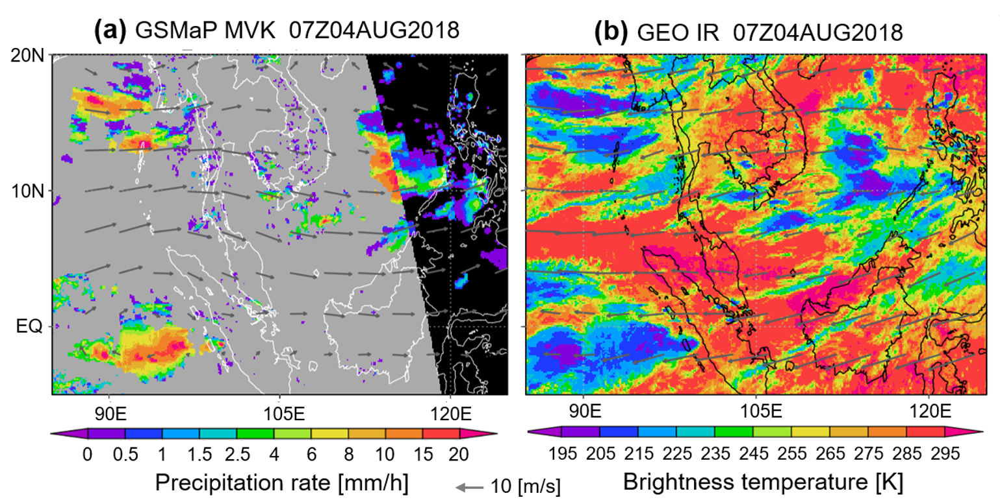 (a) GSMaP MVK 07Z04AUG2018
(b) GEO IR 07Z04AUG2018
20N
10N
EQ
90E 105E 120E
90E 105E 120E
0 0.5 1 1.5 2.5 4 6 8 10 15 20
195 205 215 225 235 245 255 265 275 285 295
Precipitation rate [mm/h]
10 [m/s]
Brightness temperature [K]